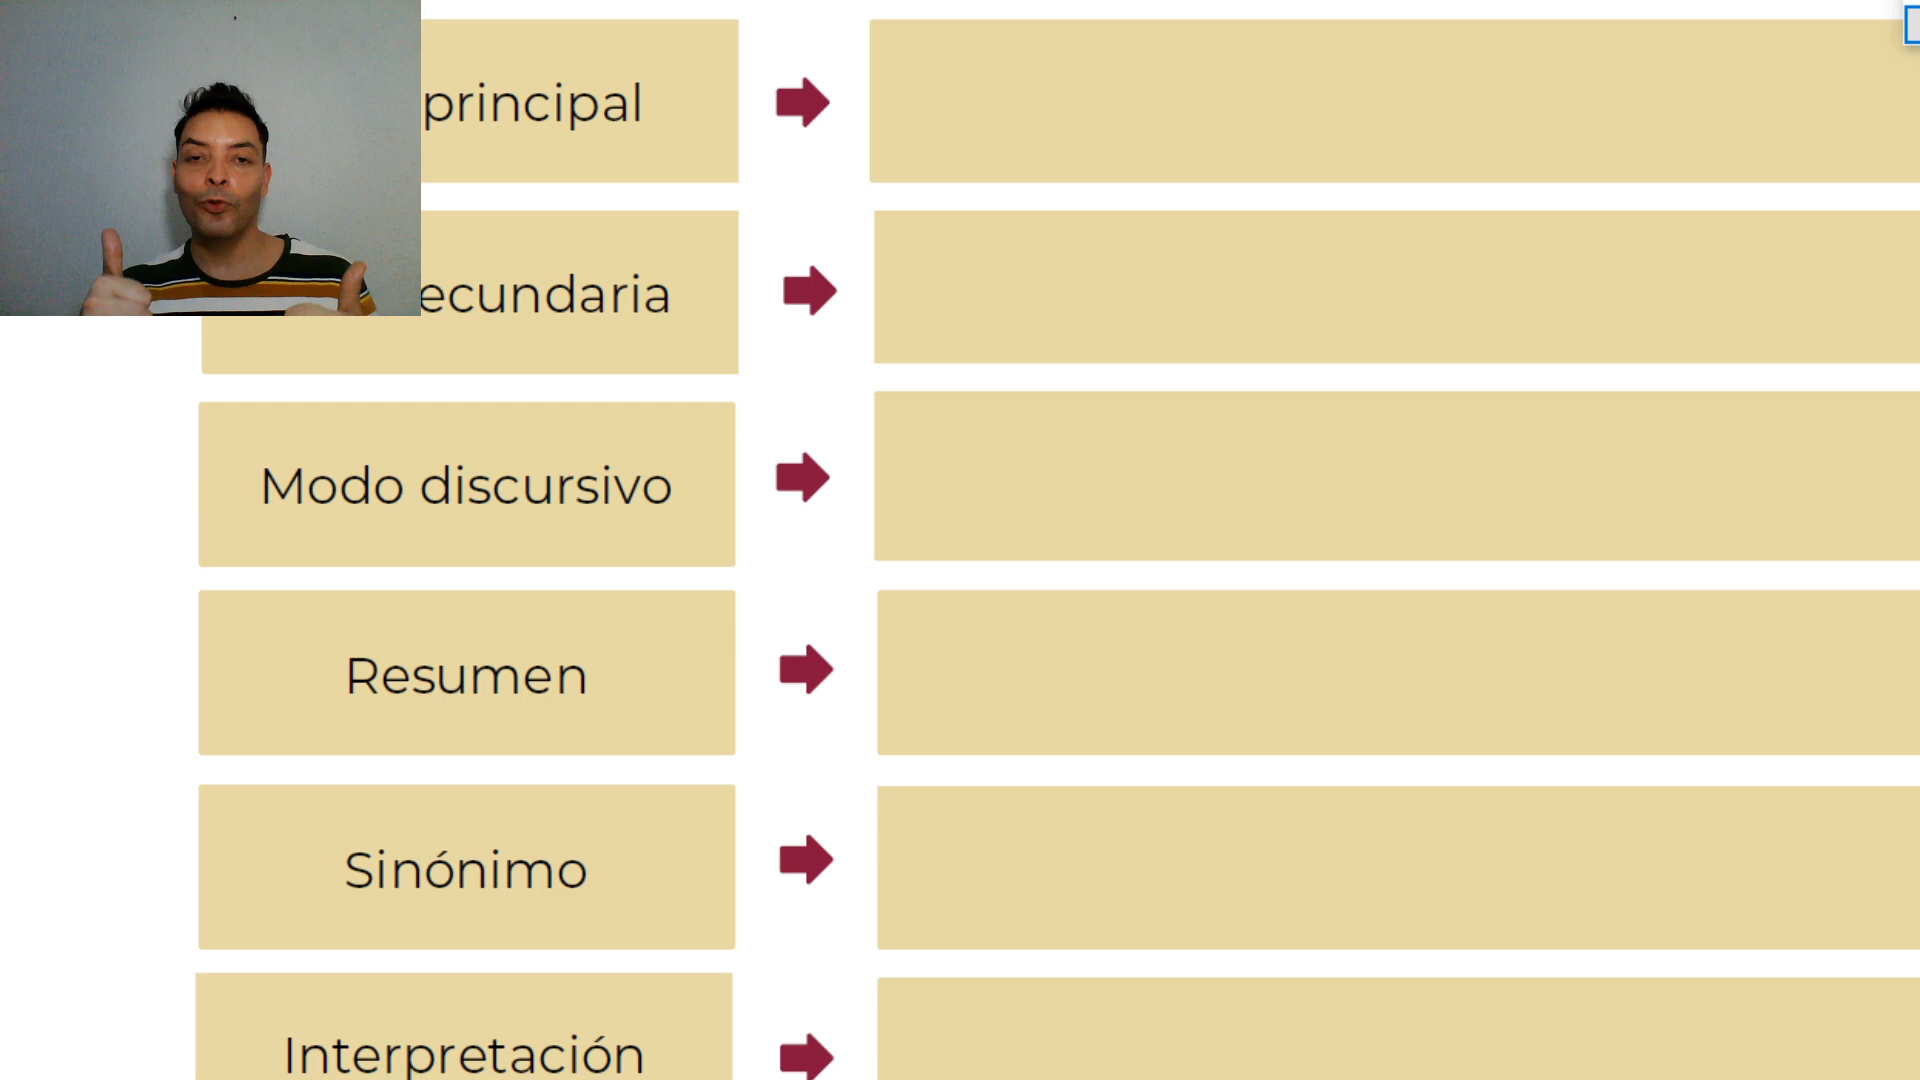 principal
ecundaria
Modo discursivo
Resumen
Sinónimo
Interpretación